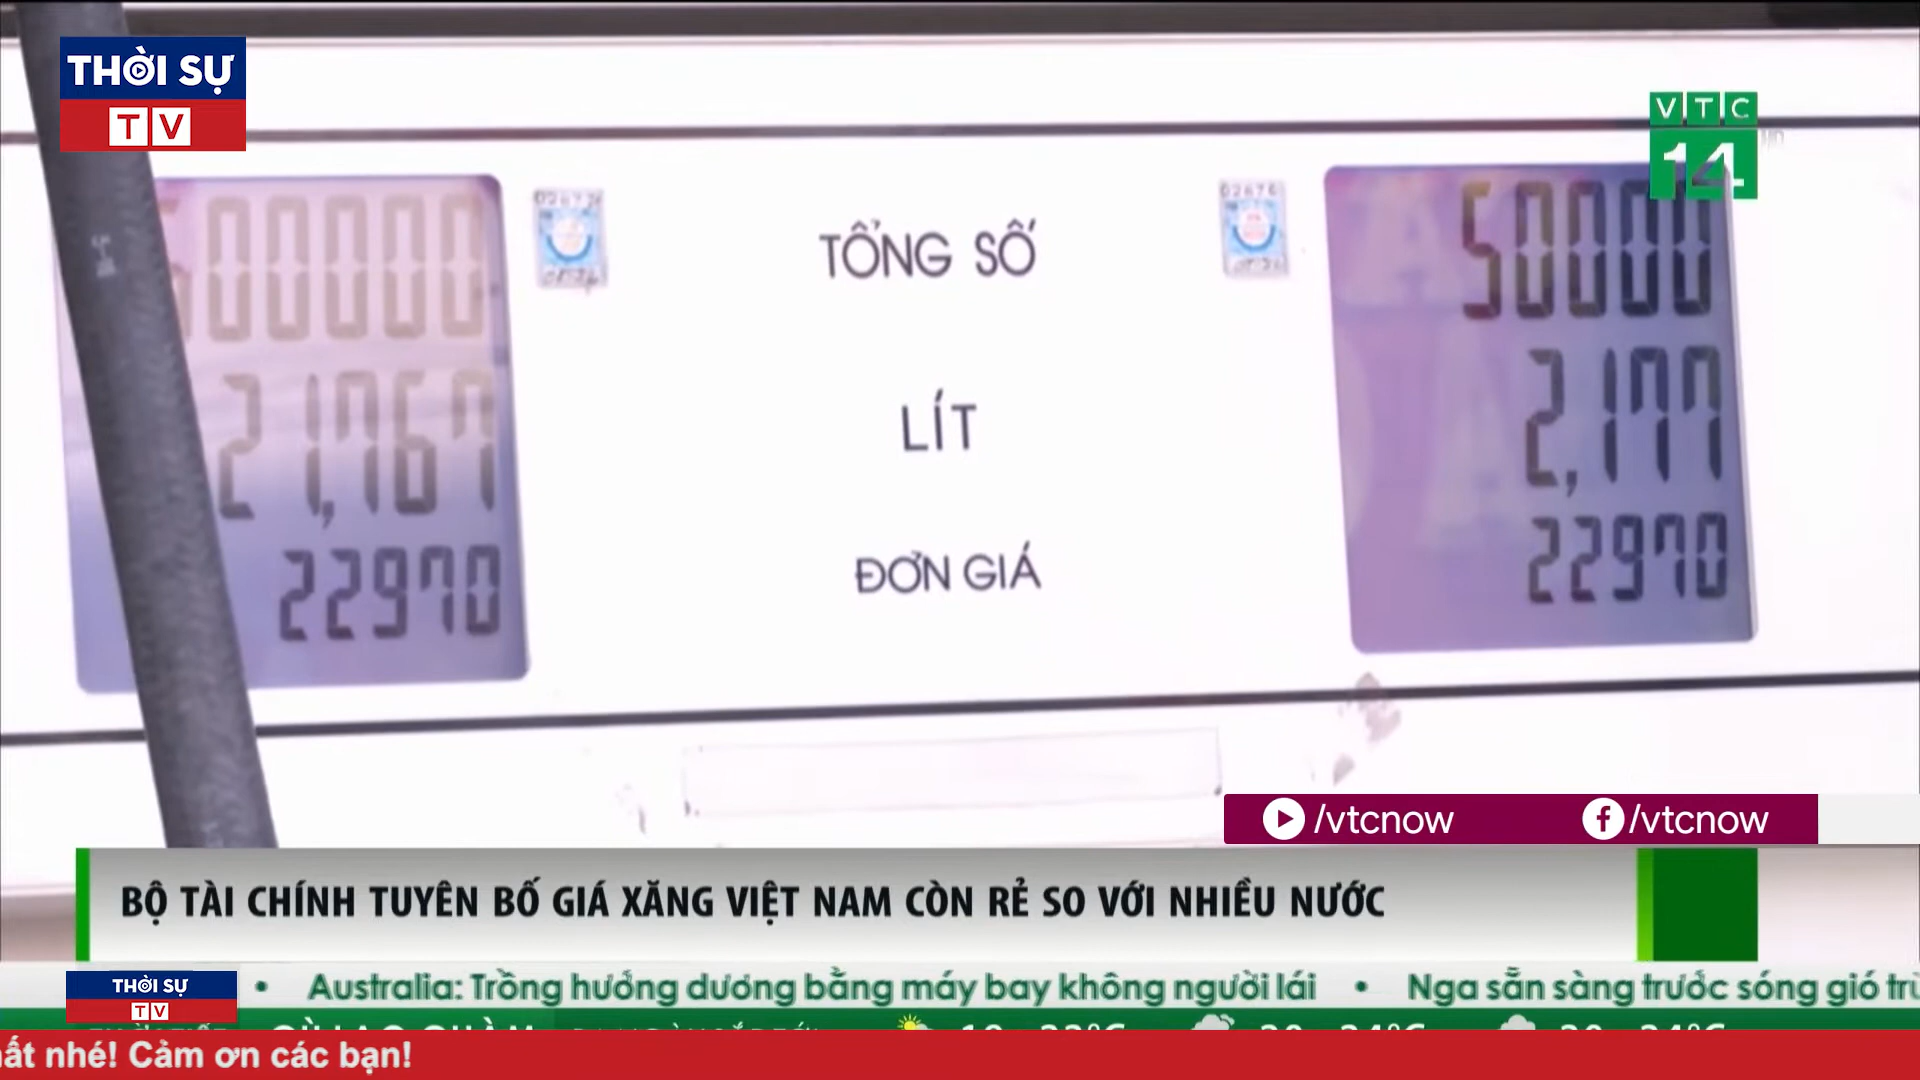 THỜI SỰ
TV
VTC
14
500000
TỔNG SỐ
50000
21,767
LÍT
2,177
22970
ĐƠN GIÁ
22970
/vtcnow
/vtcnow
BỘ TÀI CHÍNH TUYÊN BỐ GIÁ XĂNG VIỆT NAM CÒN RẺ SO VỚI NHIỀU NƯỚC
THỜI SỰ
TV
• Australia: Trồng hướng dương bằng máy bay không người lái • Nga sẵn sàng trước sóng gió
nhé! Cảm ơn các bạn!